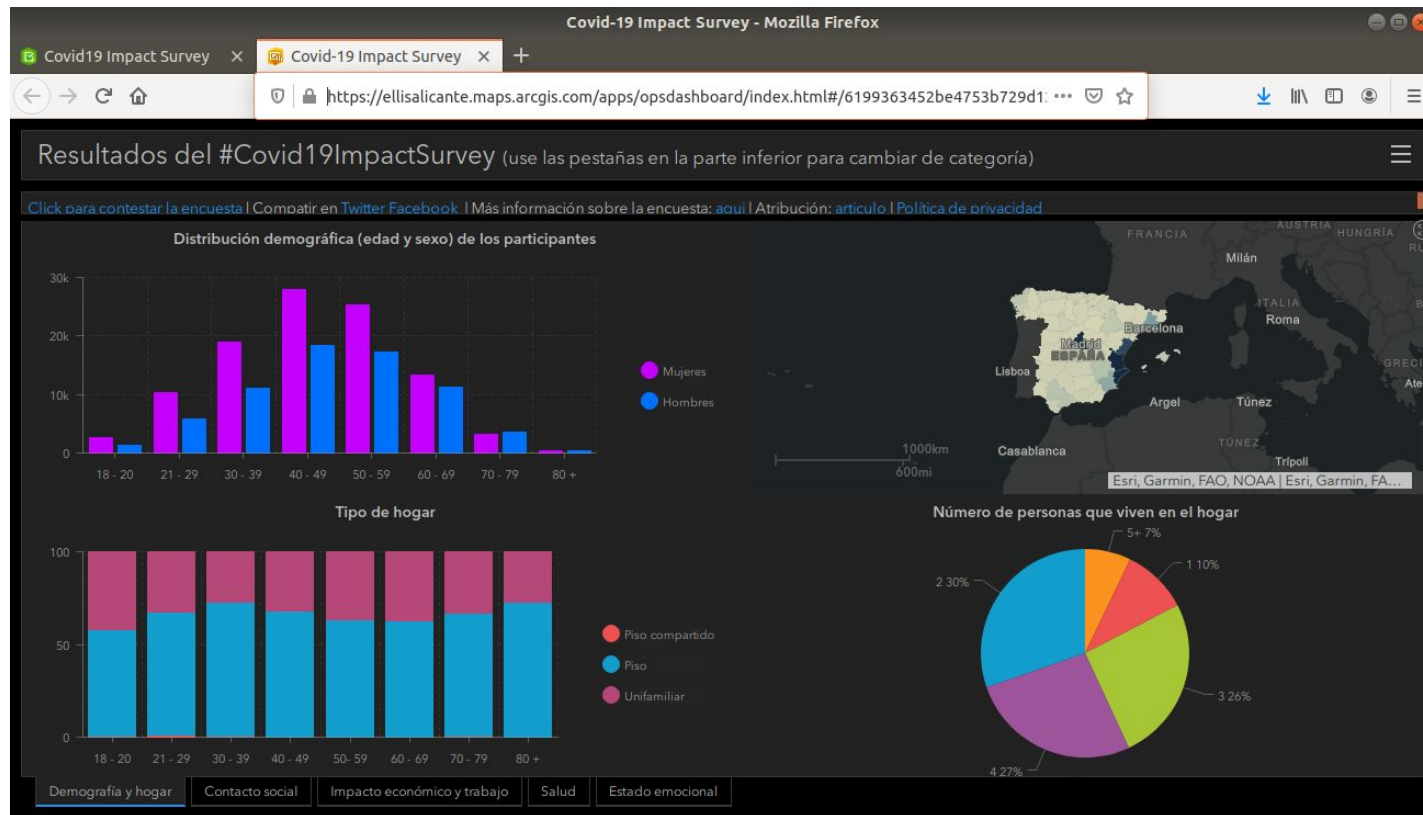 Covid-19 Impact Survey - Mozilla Firefox
Covid19 Impact Survey
Covid-19 Impact Survey
https://ellisalicante.maps.arcgis.com/apps/opsdashboard/index.html#/6199363452be4753b729d1
Resultados del #Covid19ImpactSurvey (use las pestañas en la parte inferior para cambiar de categoría)
Click para contestar la encuesta | Compatir en Twitter Facebook | Más información sobre la encuesta: aqui | Atribución: articulo | Política de privacidad
Distribución demográfica (edad y sexo) de los participantes
30k
20k
10k
0
18 - 20 21 - 29 30 - 39 40 - 49 50 - 59 60 - 69 70 - 79 80 +
Mujeres
Hombres
FRANCIA
AUSTRIA
HUNGRÍA
Milán
ITALIA
Roma
Barcelona
Madrid
ESPAÑA
Lisboa
Argel
Túnez
TÚNEZ
Casablanca
Trípoli
1000km
600mi
Esri, Garmin, FAO, NOAA | Esri, Garmin, FA...
Tipo de hogar
100
50
0
18 - 20 21 - 29 30 - 39 40 - 49 50- 59 60 - 69 70 - 79 80 +
Piso compartido
Piso
Unifamiliar
Número de personas que viven en el hogar
5+ 7%
1 10%
2 30%
3 26%
4 27%
Demografía y hogar Contacto social Impacto económico y trabajo Salud Estado emocional